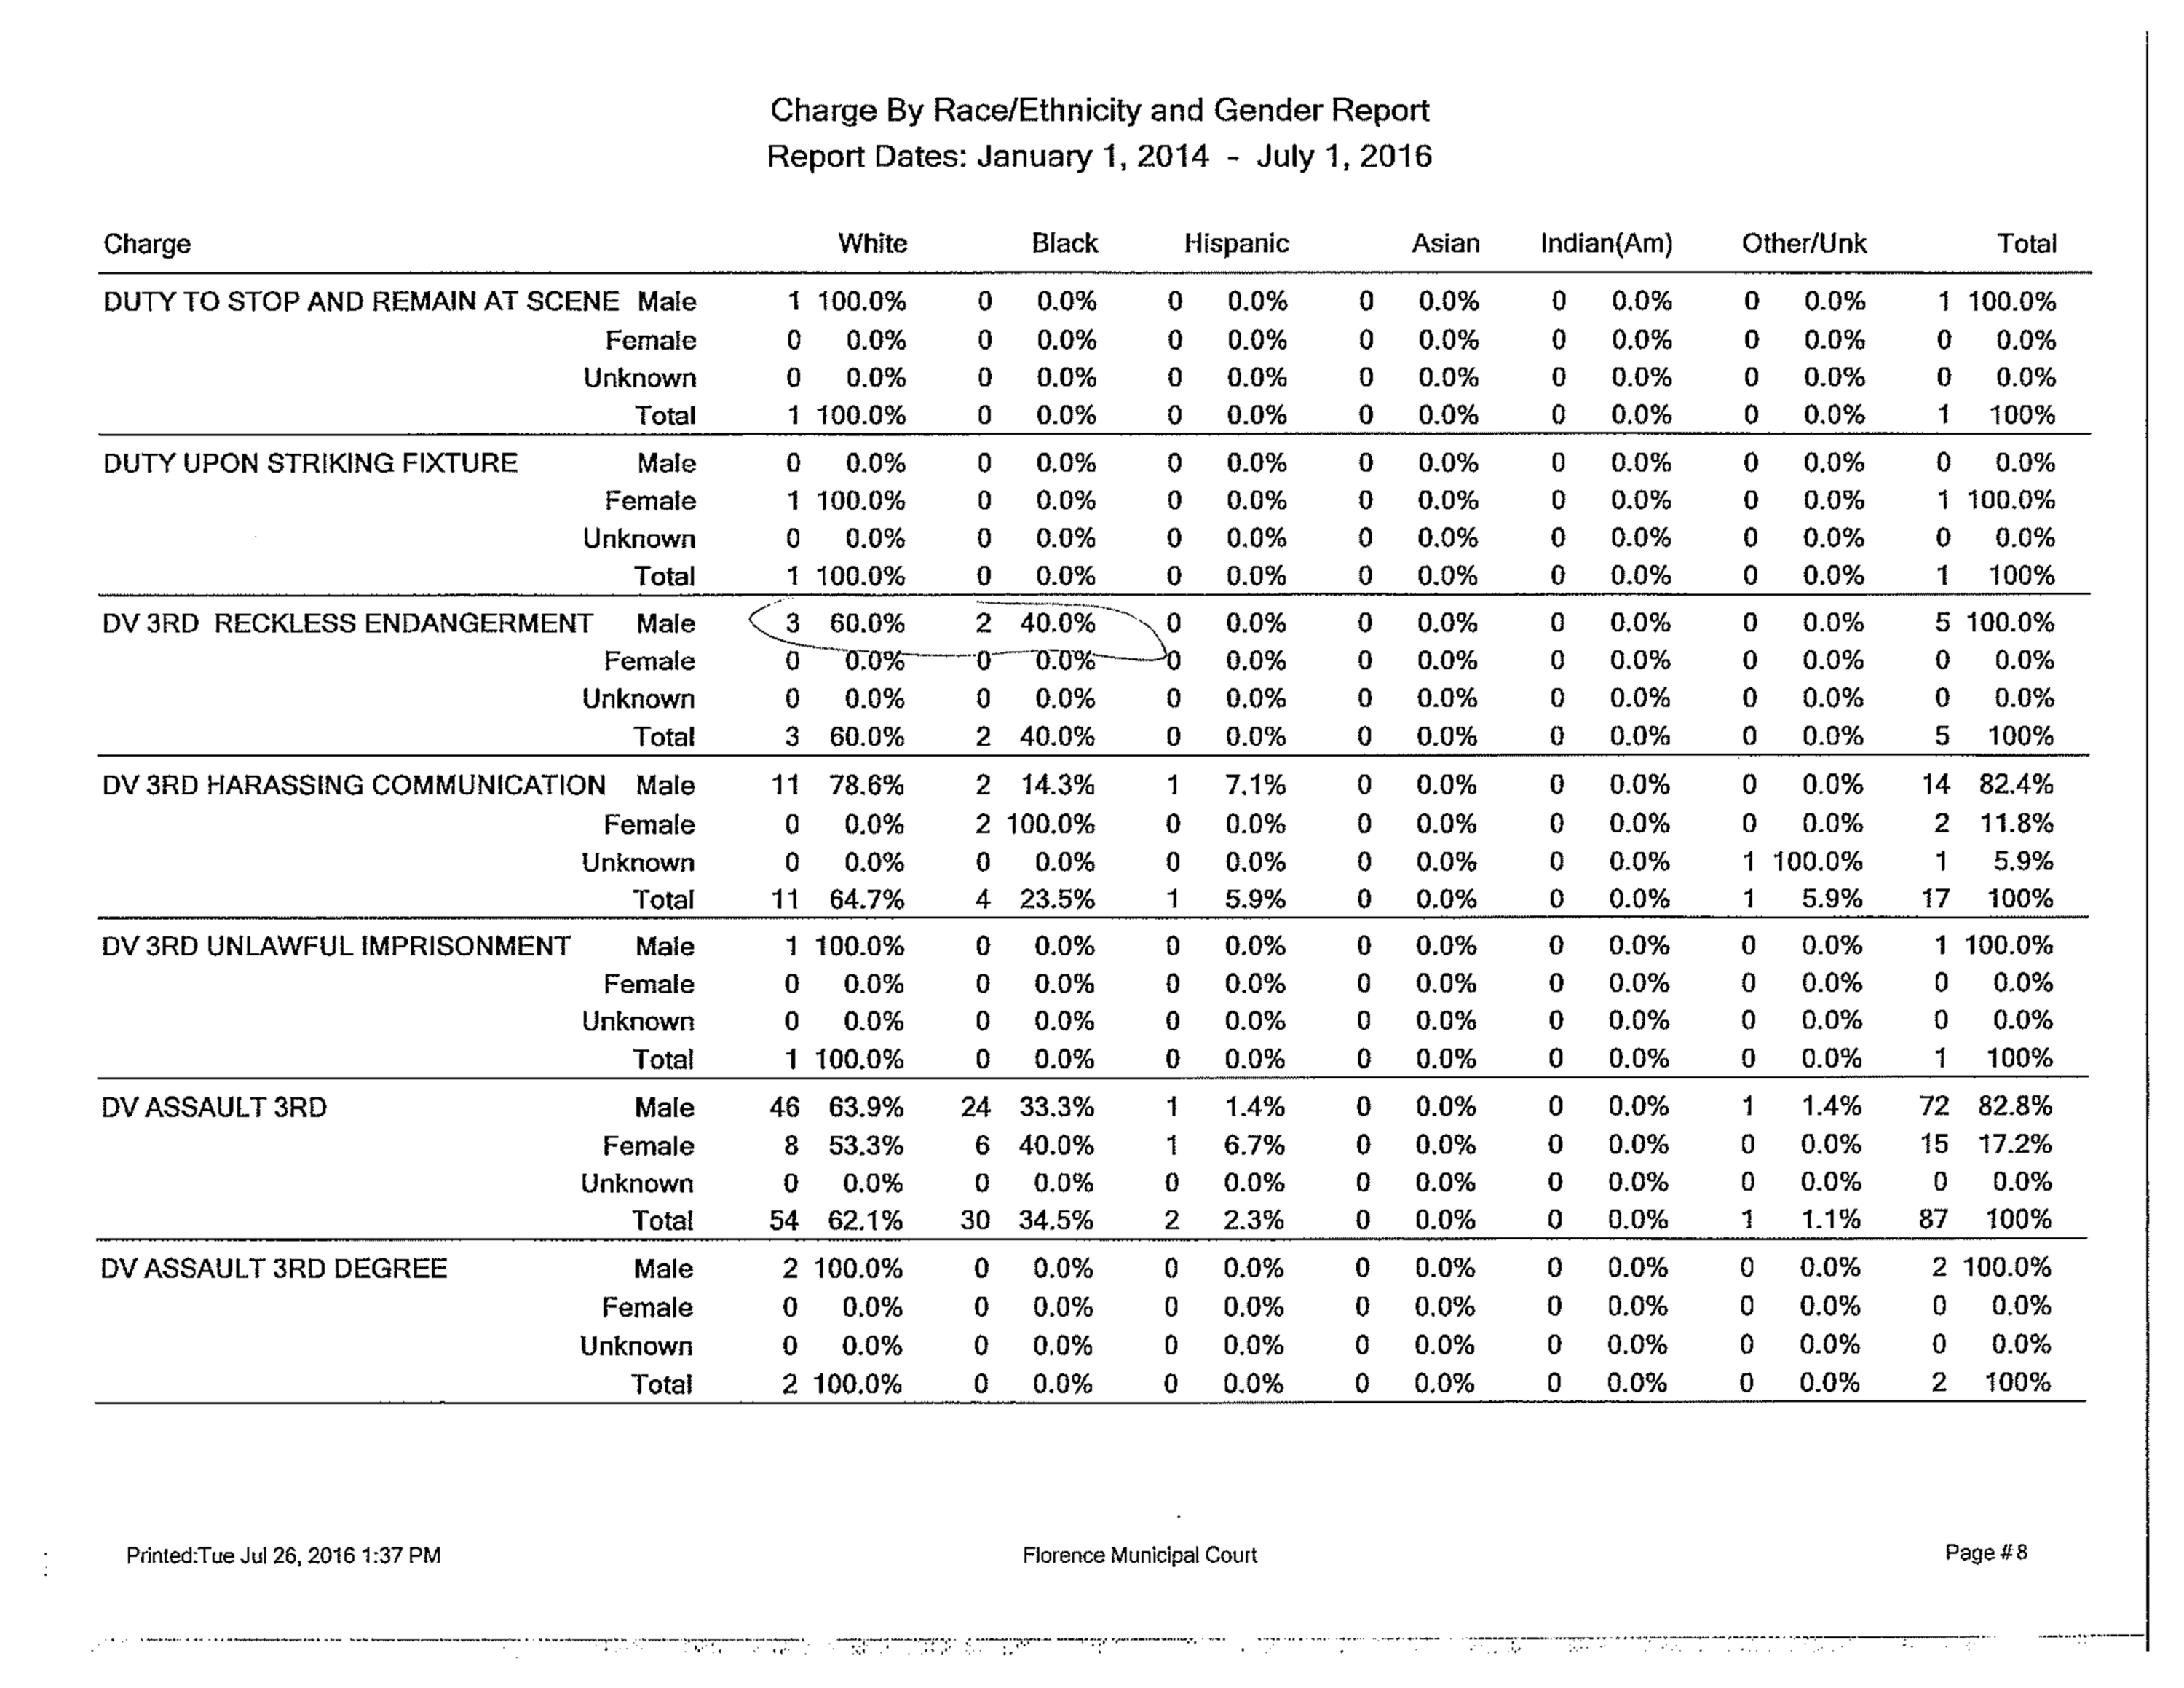 Charge By Race/Ethnicity and Gender Report
Report Dates: January 1, 2014 - July 1, 2016
Charge White Black Hispanic Asian Indian(Am) Other/Unk Total
DUTY TO STOP AND REMAIN AT SCENE Male 1 100.0% 0 0.0% 0 0.0% 0 0.0% 0 0.0% 0 0.0% 1 100.0%
Female 0 0.0% 0 0.0% 0 0.0% 0 0.0% 0 0.0% 0 0.0% 0 0.0%
Unknown 0 0.0% 0 0.0% 0 0.0% 0 0.0% 0 0.0% 0 0.0% 0 0.0%
Total 1 100.0% 0 0.0% 0 0.0% 0 0.0% 0 0.0% 0 0.0% 1 100%
DUTY UPON STRIKING FIXTURE Male 0 0.0% 0 0.0% 0 0.0% 0 0.0% 0 0.0% 0 0.0% 0 0.0%
Female 1 100.0% 0 0.0% 0 0.0% 0 0.0% 0 0.0% 0 0.0% 1 100.0%
Unknown 0 0.0% 0 0.0% 0 0.0% 0 0.0% 0 0.0% 0 0.0% 0 0.0%
Total 1 100.0% 0 0.0% 0 0.0% 0 0.0% 0 0.0% 0 0.0% 1 100%
DV 3RD RECKLESS ENDANGERMENT Male 3 60.0% 2 40.0% 0 0.0% 0 0.0% 0 0.0% 0 0.0% 5 100.0%
Female 0 0.0% 0 0.0% 0 0.0% 0 0.0% 0 0.0% 0 0.0% 0 0.0%
Unknown 0 0.0% 0 0.0% 0 0.0% 0 0.0% 0 0.0% 0 0.0% 0 0.0%
Total 3 60.0% 2 40.0% 0 0.0% 0 0.0% 0 0.0% 0 0.0% 5 100%
DV 3RD HARASSING COMMUNICATION Male 11 78.6% 2 14.3% 1 7.1% 0 0.0% 0 0.0% 0 0.0% 14 82.4%
Female 0 0.0% 2 100.0% 0 0.0% 0 0.0% 0 0.0% 0 0.0% 2 11.8%
Unknown 0 0.0% 0 0.0% 0 0.0% 0 0.0% 0 0.0% 1 100.0% 1 5.9%
Total 11 64.7% 4 23.5% 1 5.9% 0 0.0% 0 0.0% 1 5.9% 17 100%
DV 3RD UNLAWFUL IMPRISONMENT Male 1 100.0% 0 0.0% 0 0.0% 0 0.0% 0 0.0% 0 0.0% 1 100.0%
Female 0 0.0% 0 0.0% 0 0.0% 0 0.0% 0 0.0% 0 0.0% 0 0.0%
Unknown 0 0.0% 0 0.0% 0 0.0% 0 0.0% 0 0.0% 0 0.0% 0 0.0%
Total 1 100.0% 0 0.0% 0 0.0% 0 0.0% 0 0.0% 0 0.0% 1 100%
DV ASSAULT 3RD Male 46 63.9% 24 33.3% 1 1.4% 0 0.0% 0 0.0% 1 1.4% 72 82.8%
Female 8 53.3% 6 40.0% 1 6.7% 0 0.0% 0 0.0% 0 0.0% 15 17.2%
Unknown 0 0.0% 0 0.0% 0 0.0% 0 0.0% 0 0.0% 0 0.0% 0 0.0%
Total 54 62.1% 30 34.5% 2 2.3% 0 0.0% 0 0.0% 1 1.1% 87 100%
DV ASSAULT 3RD DEGREE Male 2 100.0% 0 0.0% 0 0.0% 0 0.0% 0 0.0% 0 0.0% 2 100.0%
Female 0 0.0% 0 0.0% 0 0.0% 0 0.0% 0 0.0% 0 0.0% 0 0.0%
Unknown 0 0.0% 0 0.0% 0 0.0% 0 0.0% 0 0.0% 0 0.0% 0 0.0%
Total 2 100.0% 0 0.0% 0 0.0% 0 0.0% 0 0.0% 0 0.0% 2 100%
Printed:Tue Jul 26, 2016 1:37 PM Florence Municipal Court Page # 8